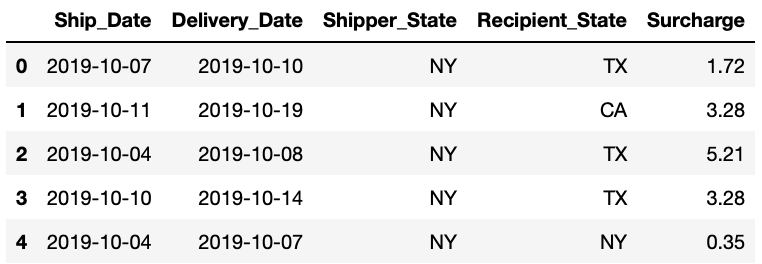 Ship_Date Delivery_Date Shipper_State Recipient_State Surcharge
0 2019-10-07 2019-10-10 NY TX 1.72
1 2019-10-11 2019-10-19 NY CA 3.28
2 2019-10-04 2019-10-08 NY TX 5.21
3 2019-10-10 2019-10-14 NY TX 3.28
4 2019-10-04 2019-10-07 NY NY 0.35